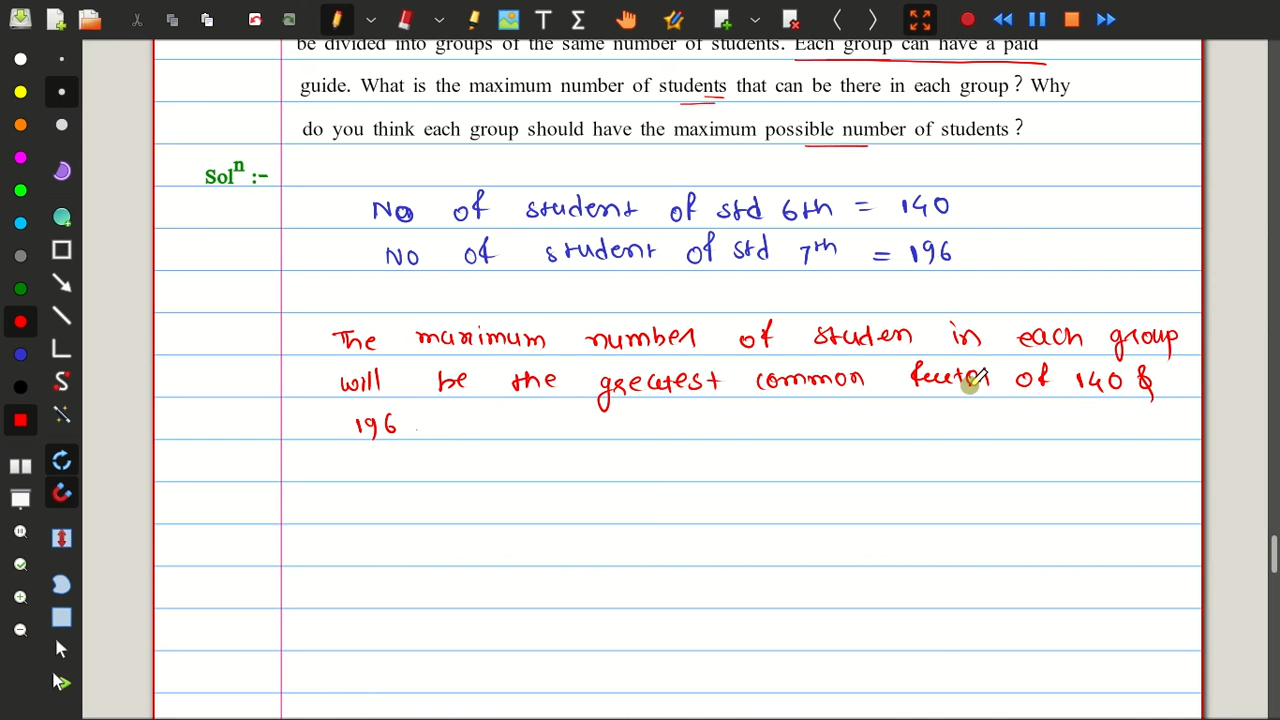 be divided into groups of the same number of students. Each group can have a paid
guide. What is the maximum number of students that can be there in each group ? Why
do you think each group should have the maximum possible number of students ?
Solⁿ :-
No of student of std 6th = 140
NO of student of std 7th = 196
The maximum number of studen in each group
will be the greatest common factor of 140 &
196